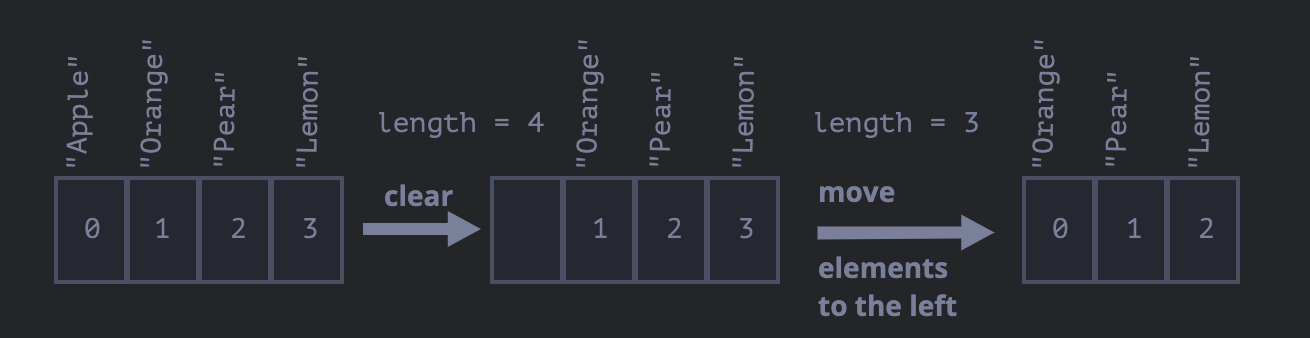 "Apple"
"Orange"
"Pear"
"Lemon"
0
1
2
3
length = 4
clear
"Orange"
"Pear"
"Lemon"
1
2
3
length = 3
move
elements
to the left
"Orange"
"Pear"
"Lemon"
0
1
2